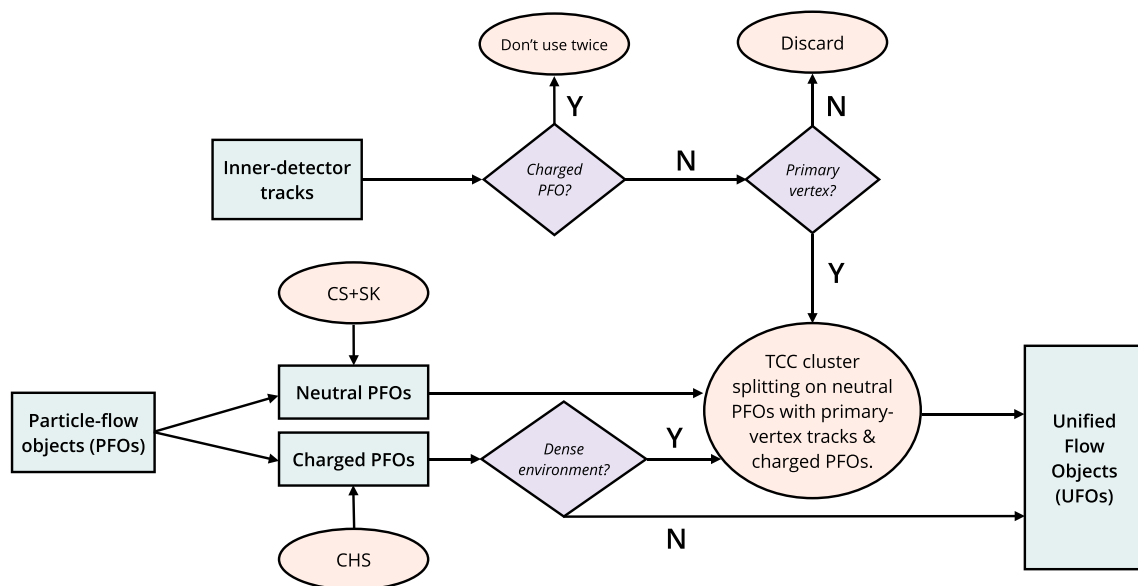 Don't use twice
Discard
Y
N
Inner-detector
tracks
Charged
PFO?
N
Primary
vertex?
Y
CS+SK
Neutral PFOs
TCC cluster
splitting on neutral
PFOs with primary-
vertex tracks &
charged PFOs.
Particle-flow
objects (PFOs)
Charged PFOs
Dense
environment?
Y
Unified
Flow
Objects
(UFOs)
N
CHS